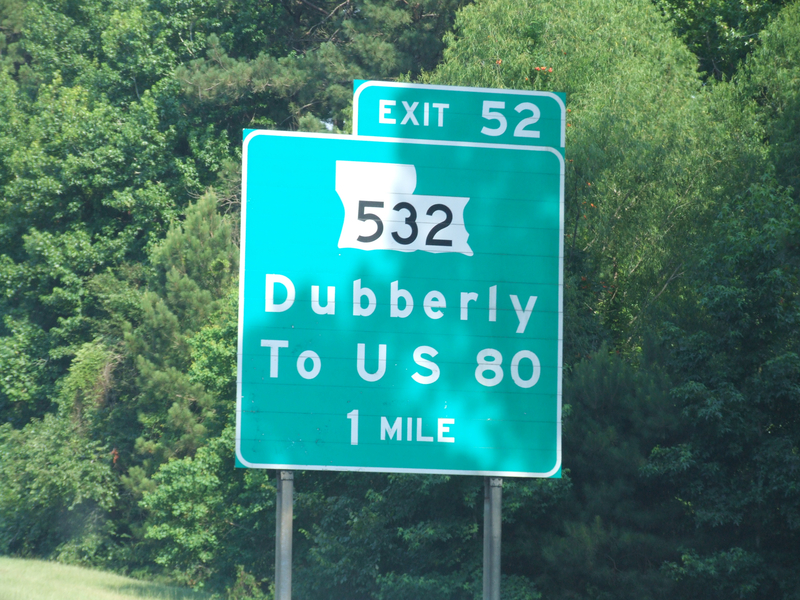 EXIT 52
532
Dubberly
To US 80
1 MILE